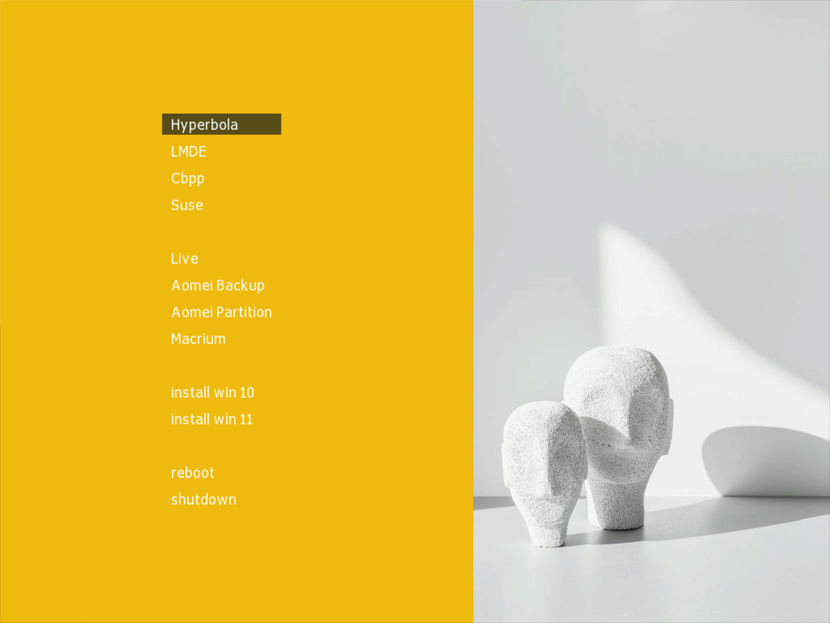 Hyperbola
LMDE
Cbpp
Suse
Live
Aomei Backup
Aomei Partition
Macrium
install win 10
install win 11
reboot
shutdown